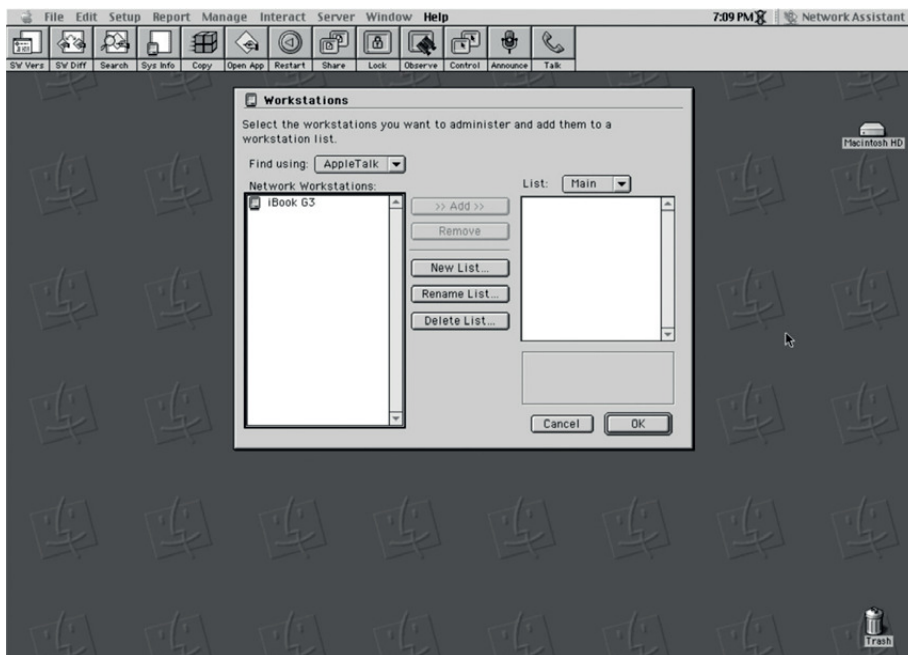 File Edit Setup Report Manage Interact Server Window Help 7:09 PM Network Assistant
SW Vers SW Diff Search Sys Info Copy Open App Restart Share Lock Observe Control Announce Talk
Workstations
Select the workstations you want to administer and add them to a
workstation list.
Find using: AppleTalk
Network Workstations:
iBook G3
>> Add >>
Remove
New List...
Rename List...
Delete List...
List: Main
Cancel OK
Macintosh HD
Trash